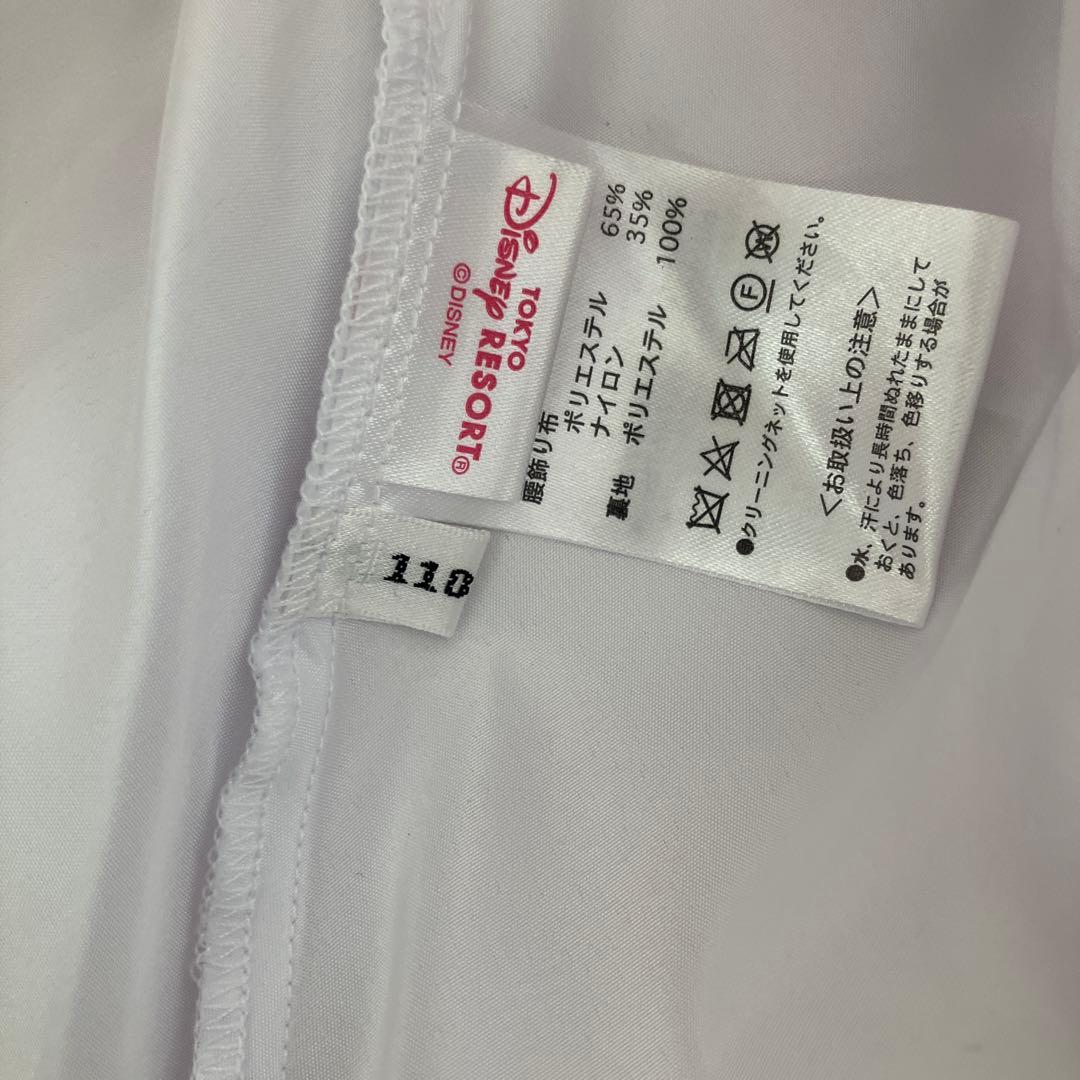 Disney
TOKYO
RESORT®
©DISNEY
腰飾り布
ポリエステル 65%
ナイロン 35%
裏地 ポリエステル 100%
F
W
●クリーニングネットを使用してください。
<お取扱い上の注意>
●水、汗により長時間ぬれたままにして
おくと、色落ち、色移りする場合が
あります。
110